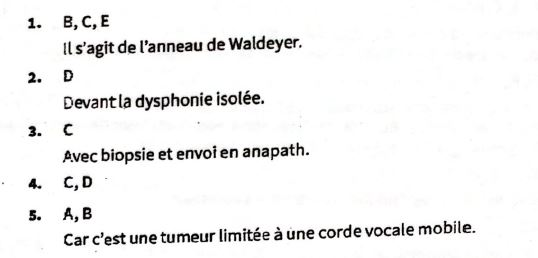 1. B, C, E
Il s'agit de l'anneau de Waldeyer.
2. D
Devant la dysphonie isolée.
3. C
Avec biopsie et envoi en anapath.
4. C, D
5. A, B
Car c'est une tumeur limitée à une corde vocale mobile.